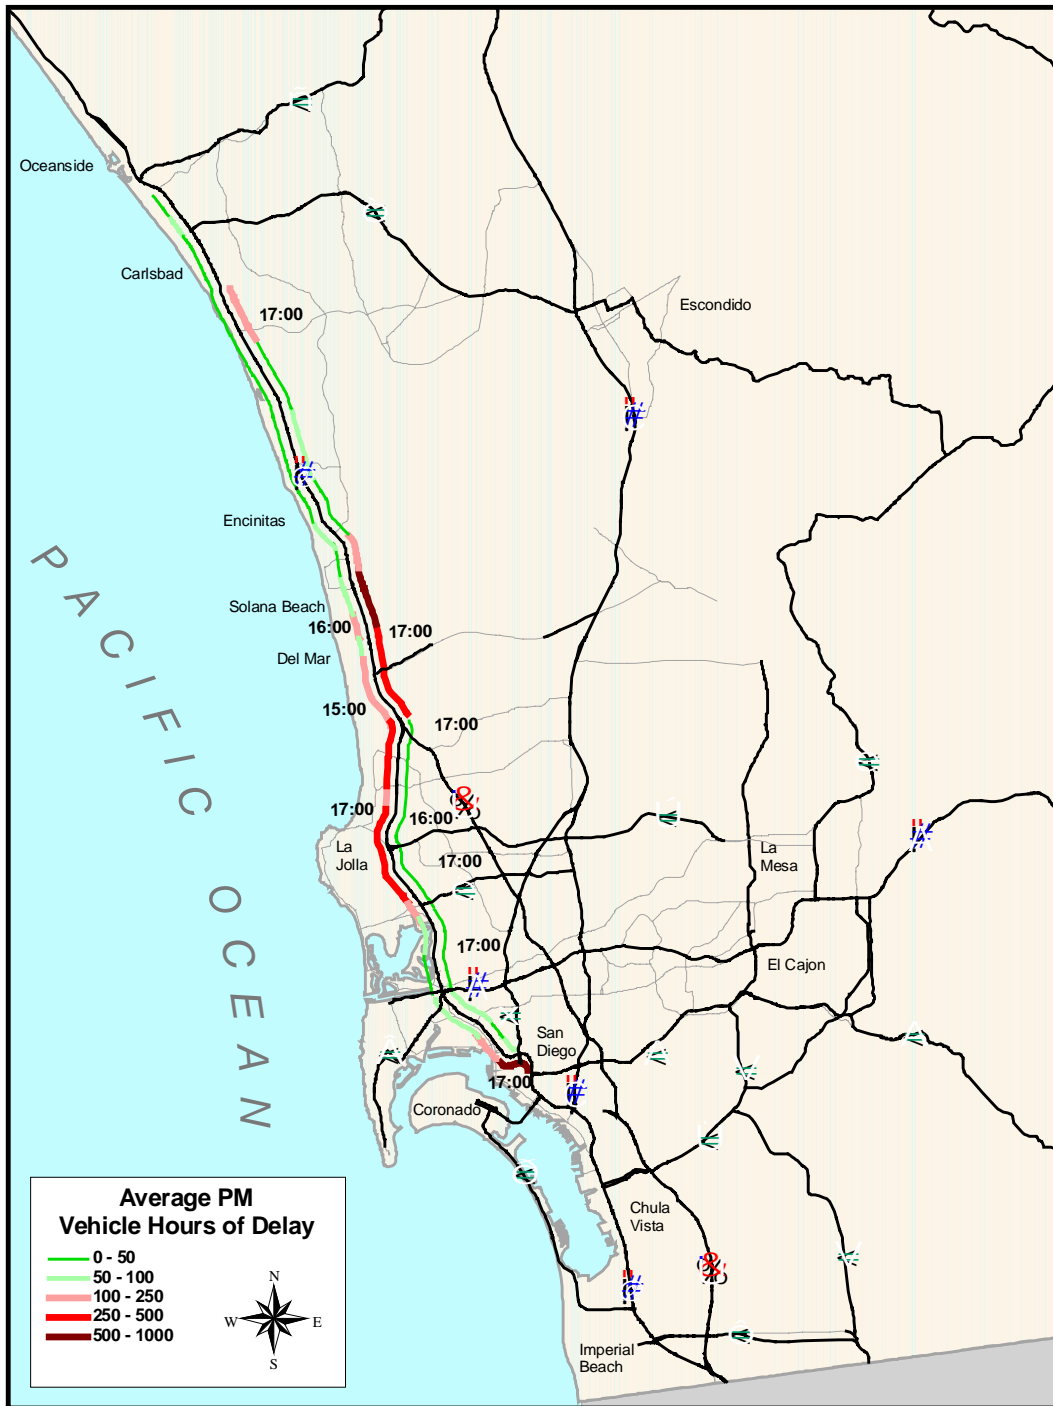 Oceanside
Carlsbad
17:00
Escondido
Encinitas
PACIFIC OCEAN
Solana Beach
16:00
17:00
Del Mar
15:00
17:00
17:00
16:00
La
Jolla
17:00
La
Mesa
17:00
El Cajon
San
Diego
17:00
Coronado
Chula
Vista
Imperial
Beach
Average PM
Vehicle Hours of Delay
0 - 50
50 - 100
100 - 250
250 - 500
500 - 1000
N
W
E
S